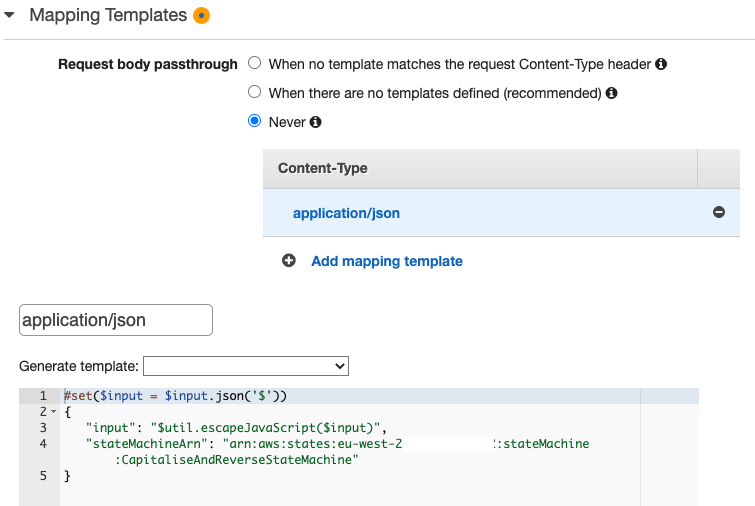 Mapping Templates
Request body passthrough
When no template matches the request Content-Type header
When there are no templates defined (recommended)
Never
Content-Type
application/json
Add mapping template
application/json
Generate template:
1 #set($input = $input.json('$'))
2 {
3 "input": "$util.escapeJavaScript($input)",
4 "stateMachineArn": "arn:aws:states:eu-west-2 :stateMachine
:CapitaliseAndReverseStateMachine"
5 }